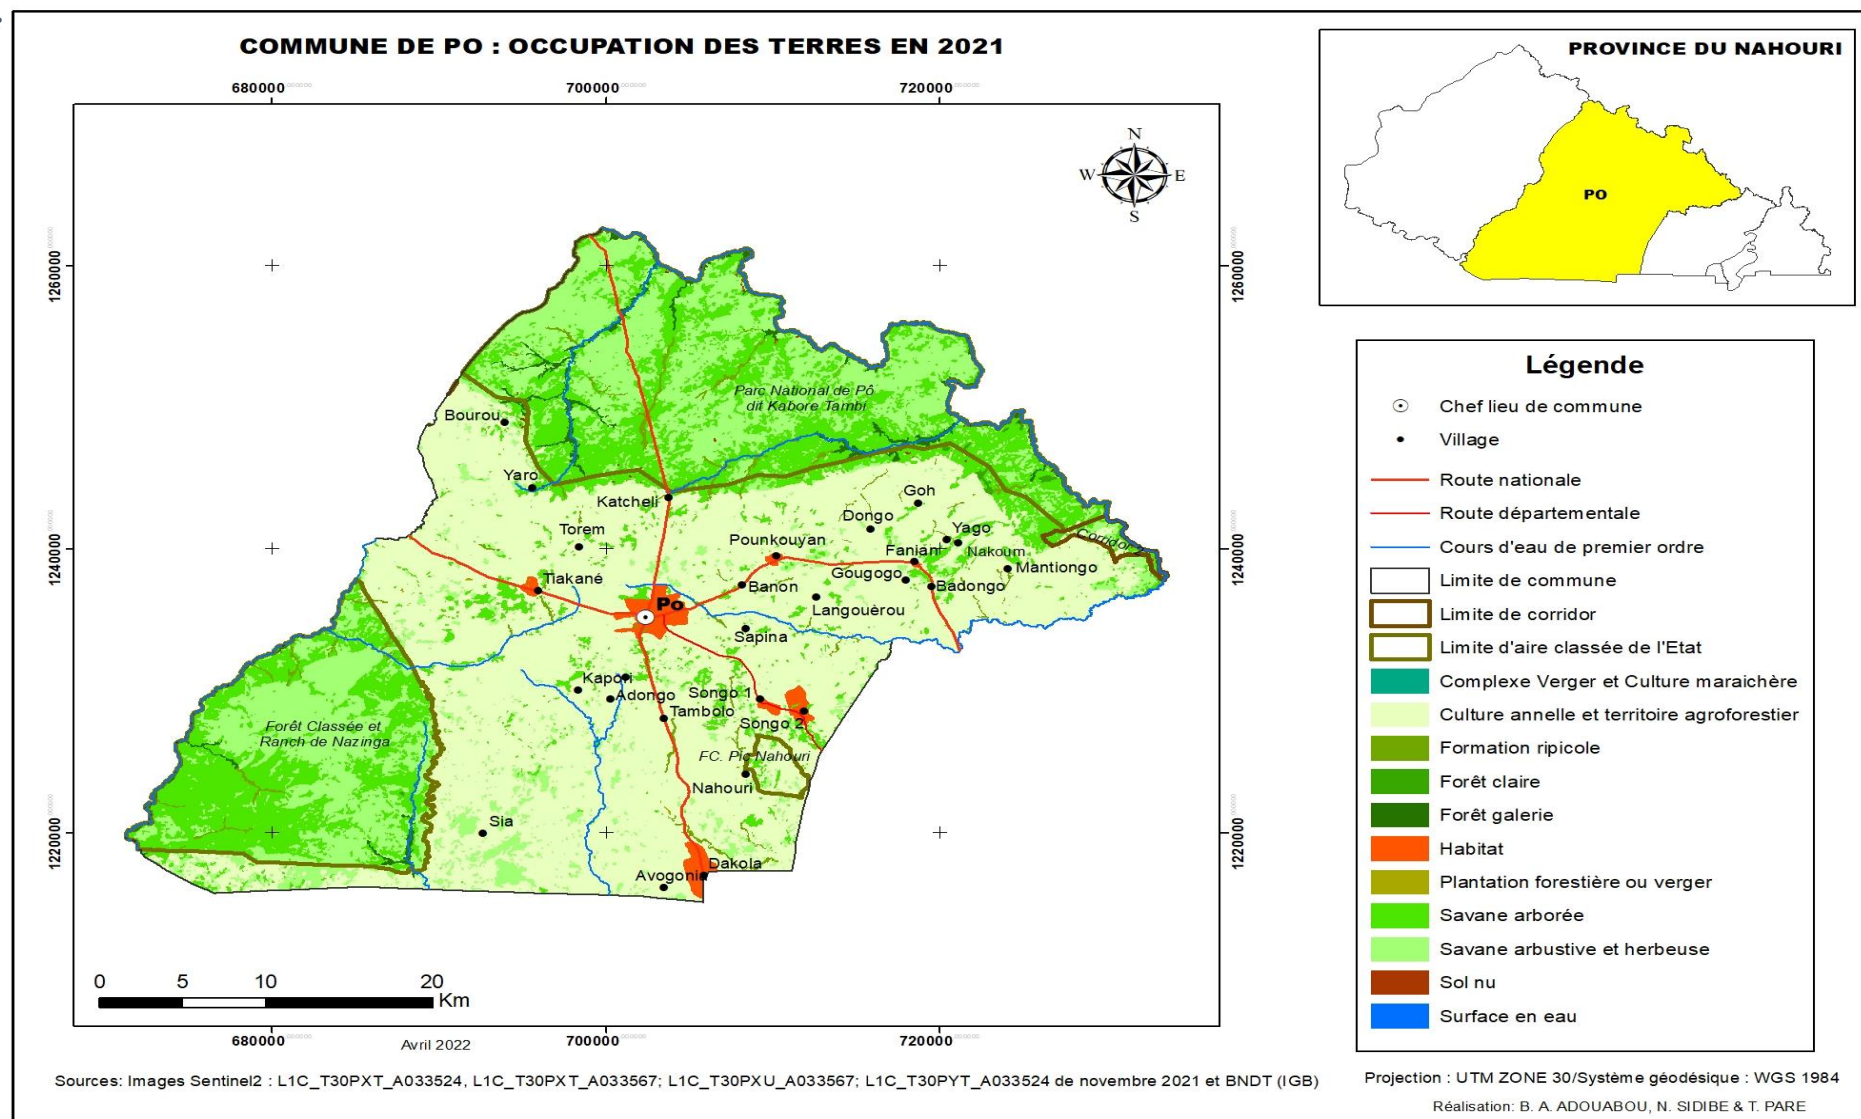 COMMUNE DE PO : OCCUPATION DES TERRES EN 2021
680000
700000
720000
PROVINCE DU NAHOURI
PO
N
W
E
S
1260000
1260000
1240000
1240000
1220000
1220000
Parc National de Pô
dit Kabore Tambi
Bourou
Yaro
Katcheli
Goh
Dongo
Torem
Yago
Pounkouyan
Faniani
Nakoum
Corridor
Tiakané
Banon
Gougogo
Mantiongo
Badongo
Po
Langouèrou
Sapina
Kapori
Adongo
Songo 1
Tambolo
Songo 2
Forêt Classée et
Ranch de Nazinga
FC. Pic Nahouri
Nahouri
Sia
Dakola
Avogonia
0 5 10 20
Km
680000
700000
720000
Avril 2022
Légende
Chef lieu de commune
Village
Route nationale
Route départementale
Cours d'eau de premier ordre
Limite de commune
Limite de corridor
Limite d'aire classée de l'Etat
Complexe Verger et Culture maraichère
Culture annelle et territoire agroforestier
Formation ripicole
Forêt claire
Forêt galerie
Habitat
Plantation forestière ou verger
Savane arborée
Savane arbustive et herbeuse
Sol nu
Surface en eau
Sources: Images Sentinel2 : L1C_T30PXT_A033524, L1C_T30PXT_A033567; L1C_T30PXU_A033567; L1C_T30PYT_A033524 de novembre 2021 et BNDT (IGB)
Projection : UTM ZONE 30/Système géodésique : WGS 1984
Réalisation: B. A. ADOUABOU, N. SIDIBE & T. PARE